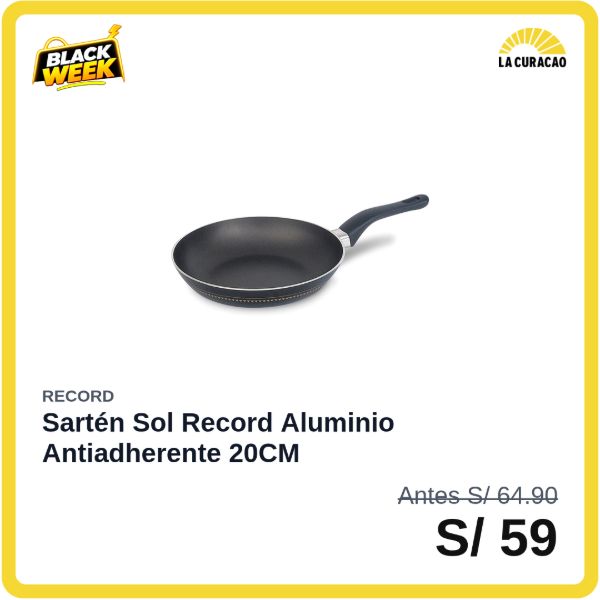 BLACK
WEEK
LA CURACAO
RECORD
Sartén Sol Record Aluminio
Antiadherente 20CM
Antes S/ 64.90
S/ 59